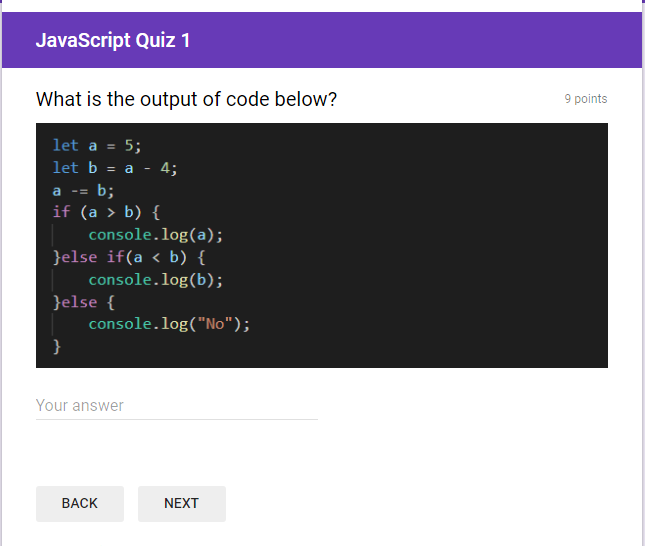 JavaScript Quiz 1
What is the output of code below?
9 points
let a = 5;
let b = a - 4;
a -= b;
if (a > b) {
    console.log(a);
}else if(a < b) {
    console.log(b);
}else {
    console.log("No");
}
Your answer
BACK
NEXT